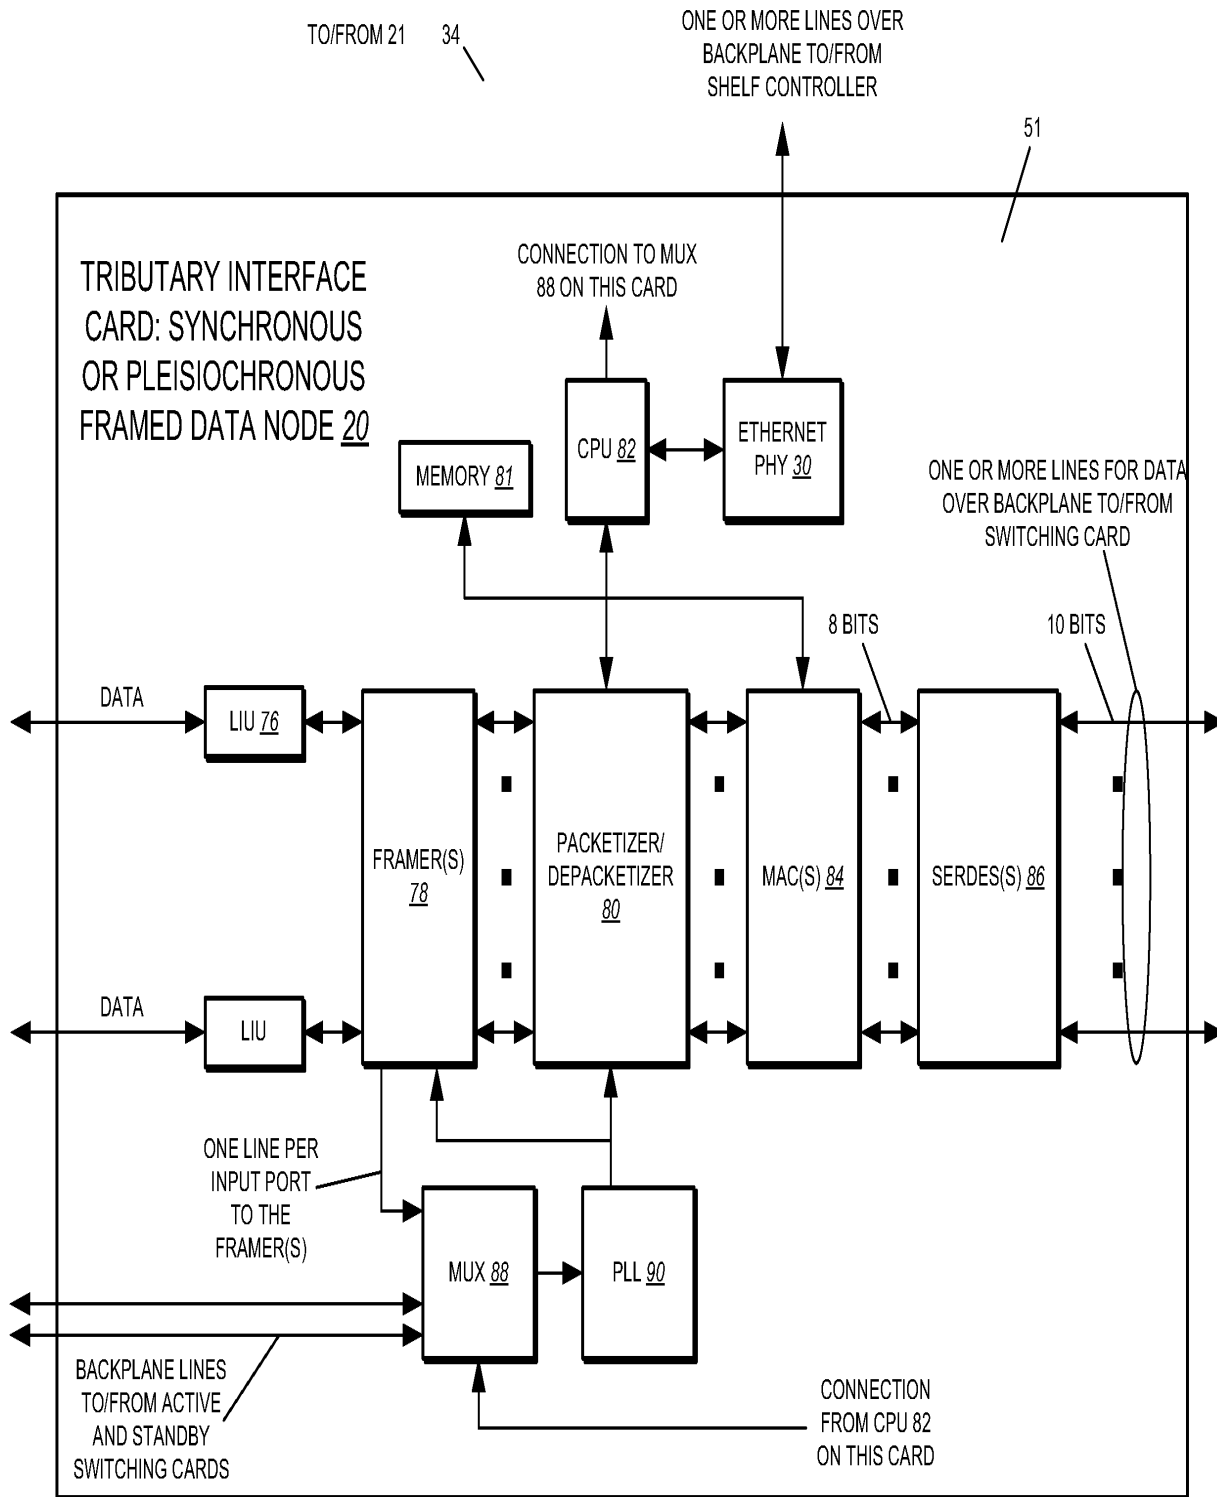 TO/FROM 21
34
ONE OR MORE LINES OVER
BACKPLANE TO/FROM
SHELF CONTROLLER
51
TRIBUTARY INTERFACE
CARD: SYNCHRONOUS
OR PLEISIOCHRONOUS
FRAMED DATA NODE 20
CONNECTION TO MUX
88 ON THIS CARD
MEMORY 81
CPU 82
ETHERNET
PHY 30
ONE OR MORE LINES FOR DATA
OVER BACKPLANE TO/FROM
SWITCHING CARD
8 BITS
10 BITS
DATA
LIU 76
FRAMER(S)
78
PACKETIZER/
DEPACKETIZER
80
MAC(S) 84
SERDES(S) 86
DATA
LIU
ONE LINE PER
INPUT PORT
TO THE
FRAMER(S)
MUX 88
PLL 90
BACKPLANE LINES
TO/FROM ACTIVE
AND STANDBY
SWITCHING CARDS
CONNECTION
FROM CPU 82
ON THIS CARD